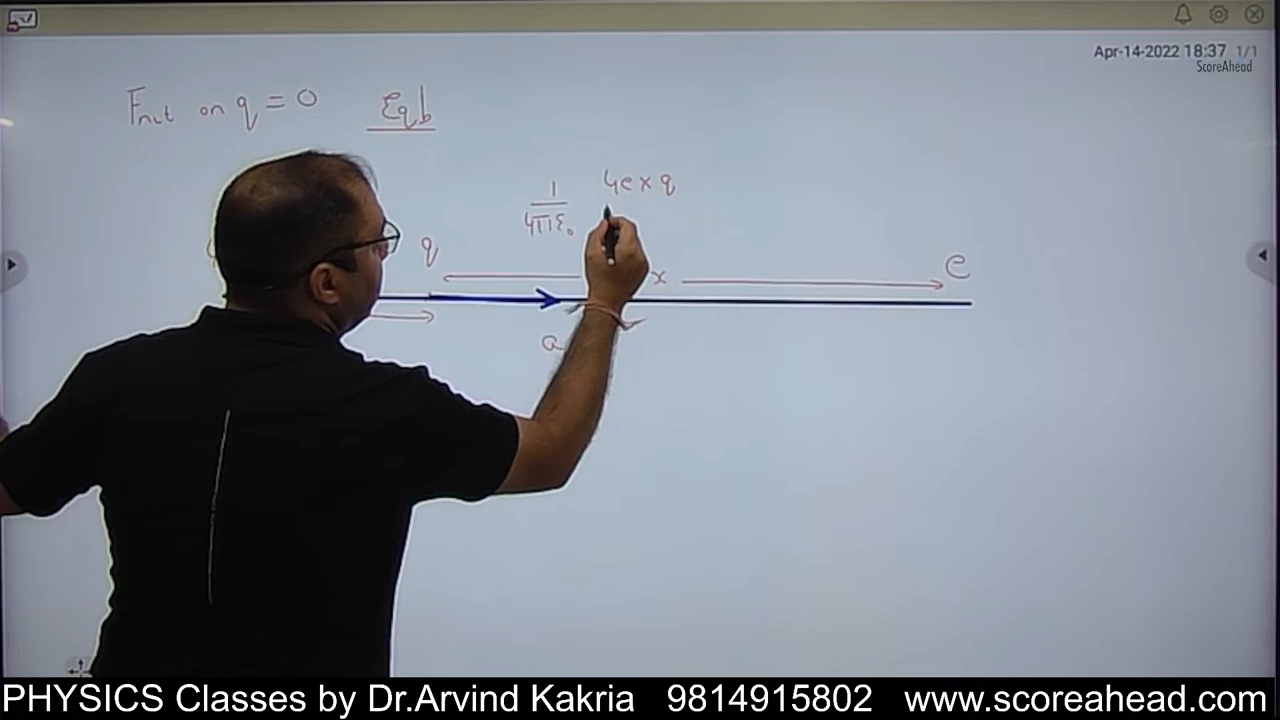 Apr-14-2022 18:37 1/1
ScoreAhead
Fnet on q = 0 Eqb
1 4e x q
4πε₀
q x e
a
PHYSICS Classes by Dr.Arvind Kakria 9814915802 www.scoreahead.com